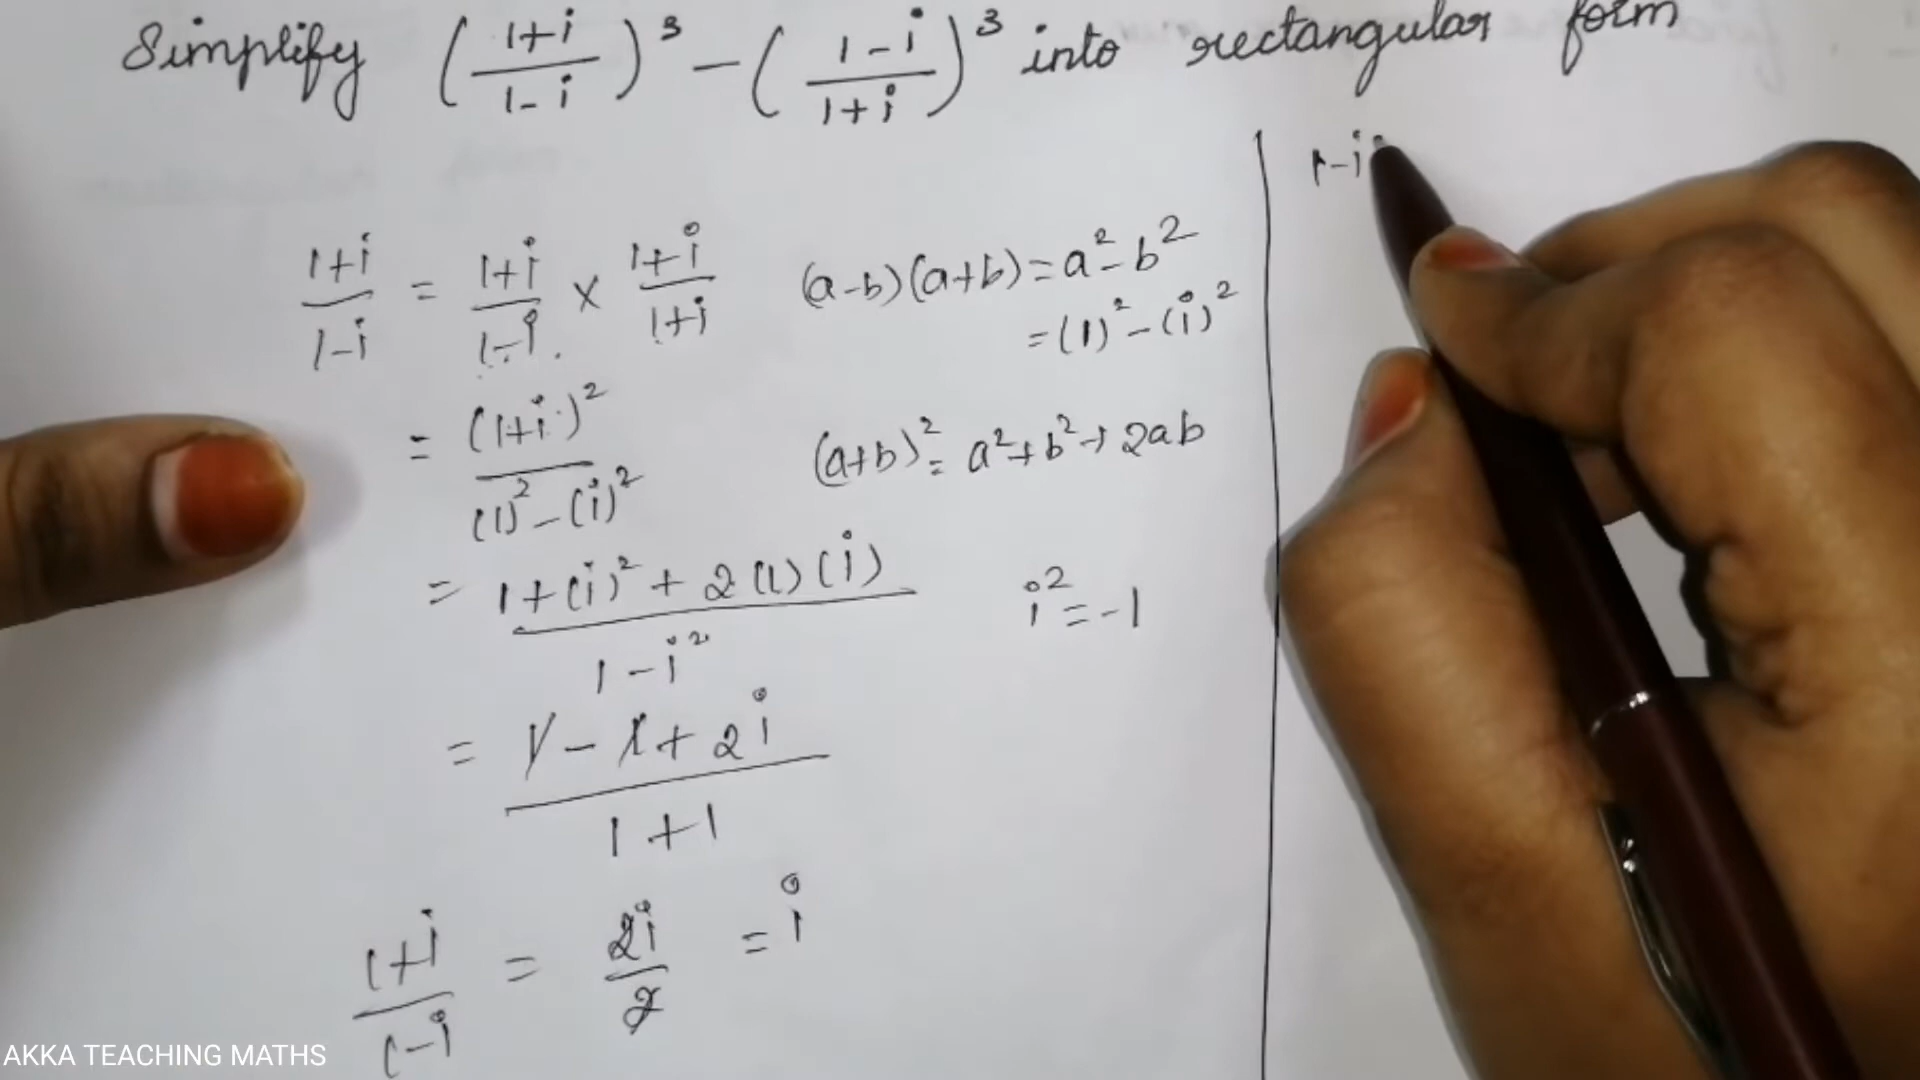 Simplify (1+i/1-i)³ - (1-i/1+i)³ into rectangular form
1+i/1-i = 1+i/1-i × 1+i/1+i
(a-b)(a+b) = a²-b²
= (1)² - (i)²
= (1+i)²/(1)²-(i)²
(a+b)² = a²+b²+2ab
= 1+(i)²+2(1)(i)/1-i²
i² = -1
= 1-1+2i/1+1
1+i/1-i = 2i/2 = i
1-i
AKKA TEACHING MATHS